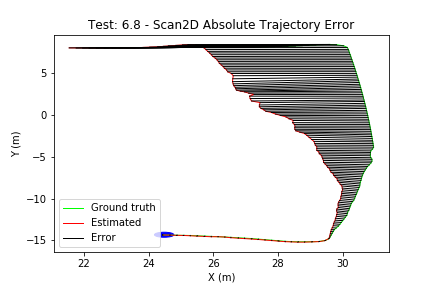 Test: 6.8 - Scan2D Absolute Trajectory Error
Y (m)
5
0
−5
−10
−15
Ground truth
Estimated
Error
22
24
26
28
30
X (m)